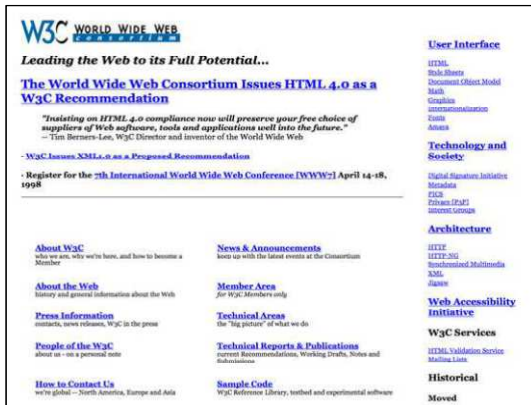 W3C WORLD WIDE WEB
consortium
Leading the Web to its Full Potential...
The World Wide Web Consortium Issues HTML 4.0 as a
W3C Recommendation
"Insisting on HTML 4.0 compliance now will preserve your free choice of
suppliers of Web software, tools and applications well into the future."
-- Tim Berners-Lee, W3C Director and inventor of the World Wide Web
· W3C Issues XML1.0 as a Proposed Recommendation
· Register for the 7th International World Wide Web Conference [WWW7] April 14-18,
1998
About W3C
who we are, why we're here, and how to become a
Member
News & Announcements
keep up with the latest events at the Consortium
About the Web
history and general information about the Web
Member Area
for W3C Members only
Press Information
contacts, news releases, W3C in the press
Technical Areas
the "big picture" of what we do
People of the W3C
about us - on a personal note
Technical Reports & Publications
current Recommendations, Working Drafts, Notes and
Submissions
How to Contact Us
we're global -- North America, Europe and Asia
Sample Code
W3C Reference Library, testbed and experimental software
User Interface
HTML
Style Sheets
Document Object Model
Math
Graphics
Internationalization
Fonts
Amaya
Technology and
Society
Digital Signature Initiative
Metadata
PICS
Privacy [P3P]
Interest Groups
Architecture
HTTP
HTTP-NG
Synchronized Multimedia
XML
Jigsaw
Web Accessibility
Initiative
W3C Services
HTML Validation Service
Mailing Lists
Historical
Moved